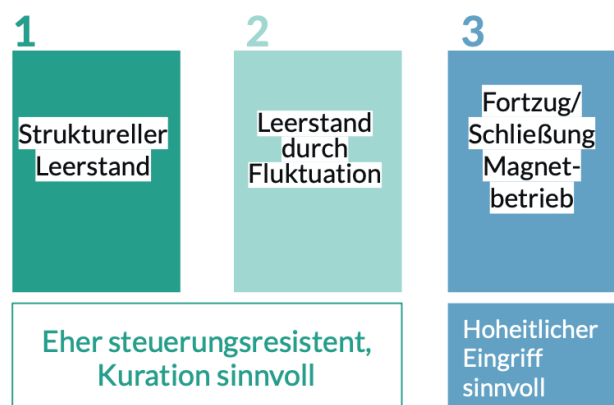 1
Struktureller
Leerstand
2
Leerstand
durch
Fluktuation
3
Fortzug/
Schließung
Magnet-
betrieb
Eher steuerungsresistent,
Kuration sinnvoll
Hoheitlicher
Eingriff
sinnvoll